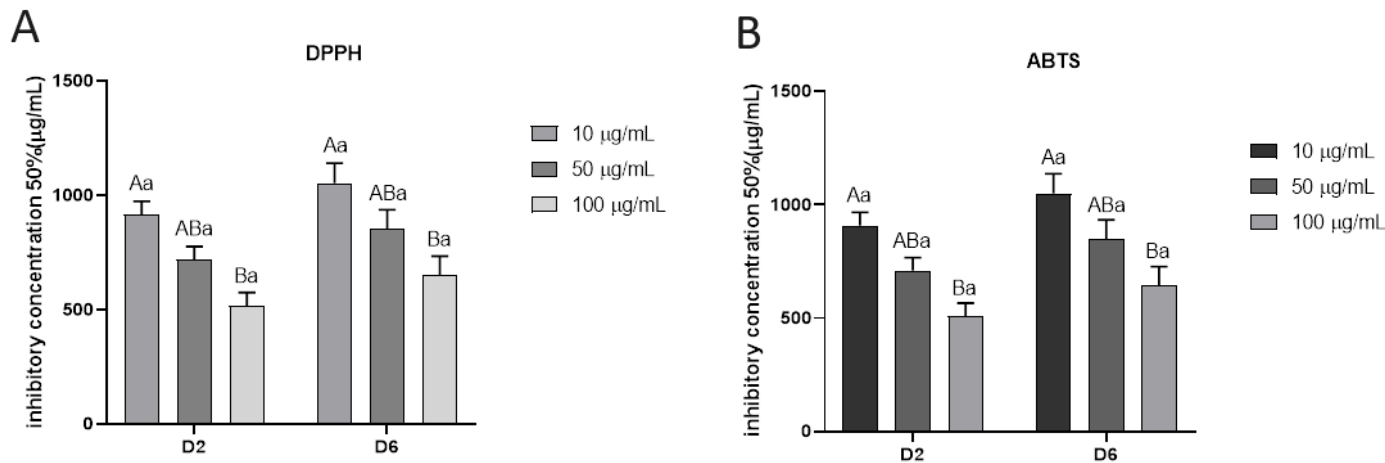 A
DPPH
inhibitory concentration 50%(μg/mL)
1500
1000
500
0
Aa
ABa
Ba
Aa
ABa
Ba
D2
D6
10 μg/mL
50 μg/mL
100 μg/mL
B
ABTS
inhibitory concentration 50%(μg/mL)
1500
1000
500
0
Aa
ABa
Ba
Aa
ABa
Ba
D2
D6
10 μg/mL
50 μg/mL
100 μg/mL